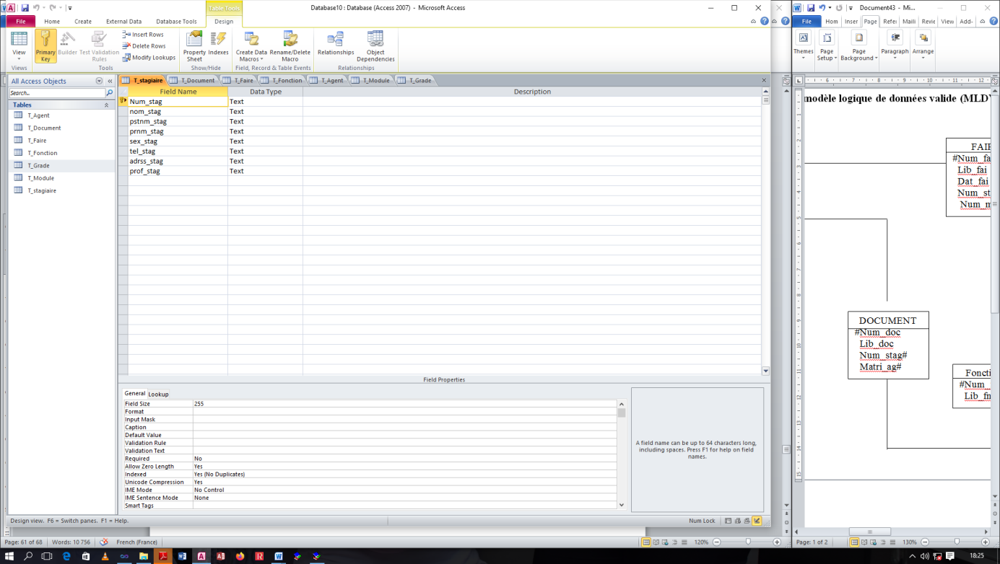 Table Tools
Database10 : Database (Access 2007) - Microsoft Access
File Home Create External Data Database Tools Design
View
Views
Primary Key
Builder
Test Validation Rules
Insert Rows
Delete Rows
Modify Lookups
Tools
Property Sheet
Indexes
Show/Hide
Create Data Macros
Rename/Delete Macro
Field, Record & Table Events
Relationships
Object Dependencies
Relationships
All Access Objects
Search...
Tables
T_Agent
T_Document
T_Faire
T_Fonction
T_Grade
T_Module
T_stagiaire
T_stagiaire T_Document T_Faire T_Fonction T_Agent T_Module T_Grade
Field Name Data Type Description
Num_stag Text
nom_stag Text
pstnm_stag Text
prnm_stag Text
sex_stag Text
tel_stag Text
adrss_stag Text
prof_stag Text
Field Properties
General Lookup
Field Size 255
Format
Input Mask
Caption
Default Value
Validation Rule
Validation Text
Required No
Allow Zero Length Yes
Indexed Yes (No Duplicates)
Unicode Compression Yes
IME Mode No Control
IME Sentence Mode None
Smart Tags
A field name can be up to 64 characters long,
including spaces. Press F1 for help on field
names.
Design view. F6 = Switch panes. F1 = Help.
Num Lock
Page: 61 of 68 Words: 10 756 French (France) 120%
Document43 - Mi...
File Hom Inser Page Refer Maili Revie View Add-
Themes
Page Setup
Page Background
Paragraph
Arrange
modèle logique de données valide (MLD
FAIR
#Num_fa
Lib_fai
Dat_fai
Num_st
Num_m
DOCUMENT
#Num_doc
Lib_doc
Num_stag#
Matri_ag#
Foncti
#Num_
Lib_fn
Page: 1 of 2 130%
18:25